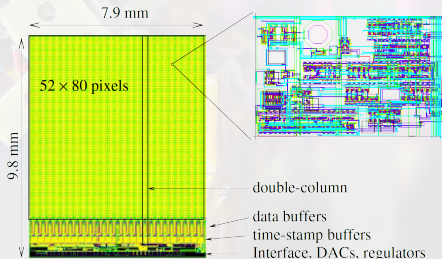 7.9 mm
52 × 80 pixels
9.8 mm
double-column
data buffers
time-stamp buffers
Interface, DACs, regulators